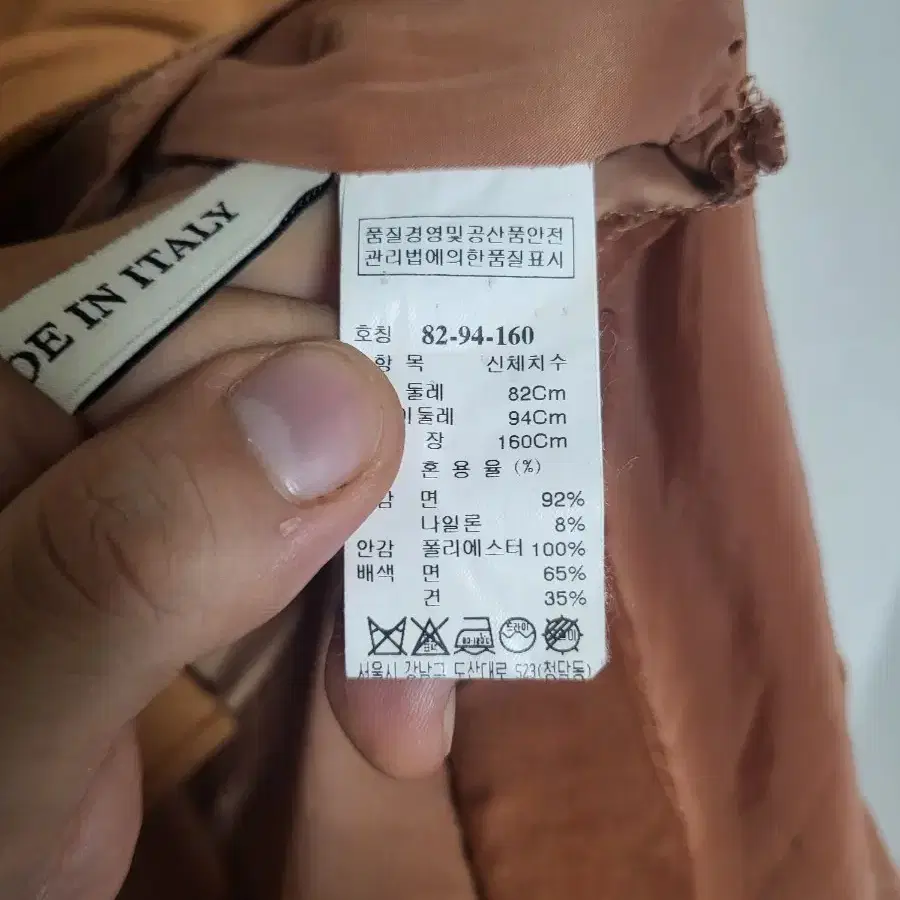 DE IN ITALY
품질경영및공산품안전
관리법에의한품질표시
호칭 82-94-160
항 목 신체치수
둘레 82Cm
이둘레 94Cm
장 160Cm
혼 용 율 (%)
감 면 92%
나일론 8%
안감 폴리에스터 100%
배색 면 65%
견 35%
드라이
서울시 강남구 도산대로 523(청담동)